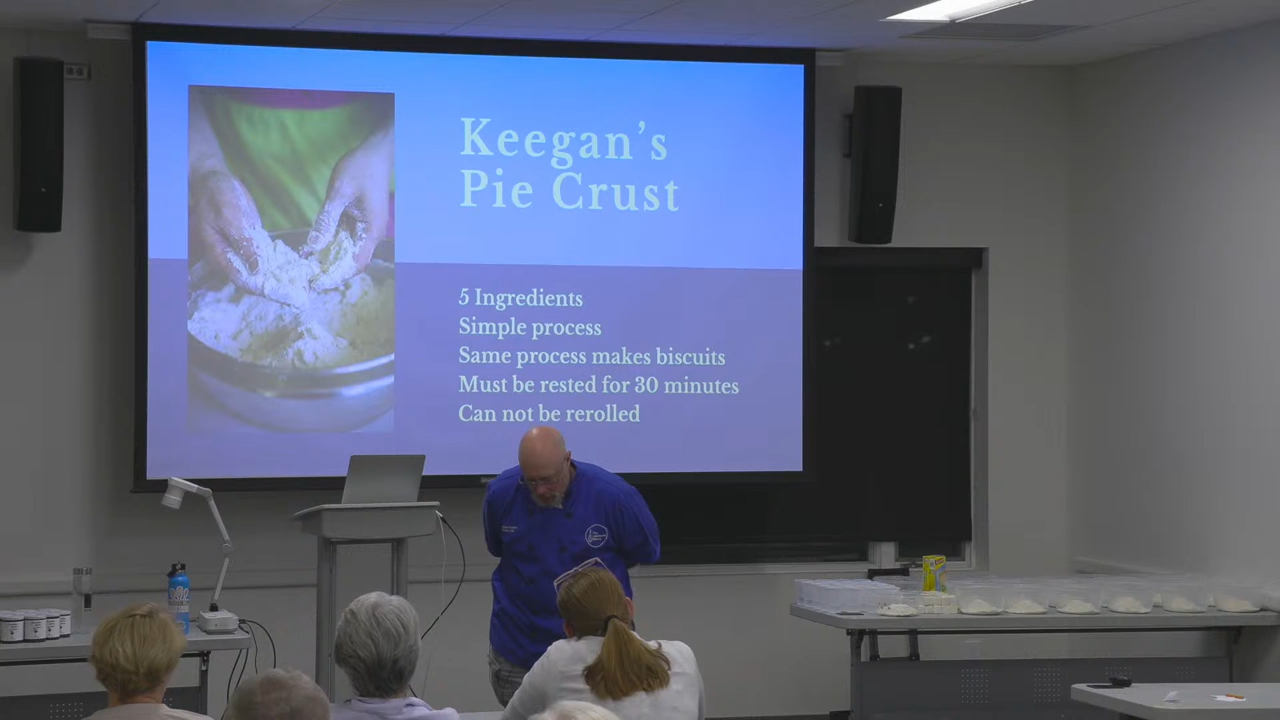 Keegan's
Pie Crust
5 Ingredients
Simple process
Same process makes biscuits
Must be rested for 30 minutes
Can not be rerolled